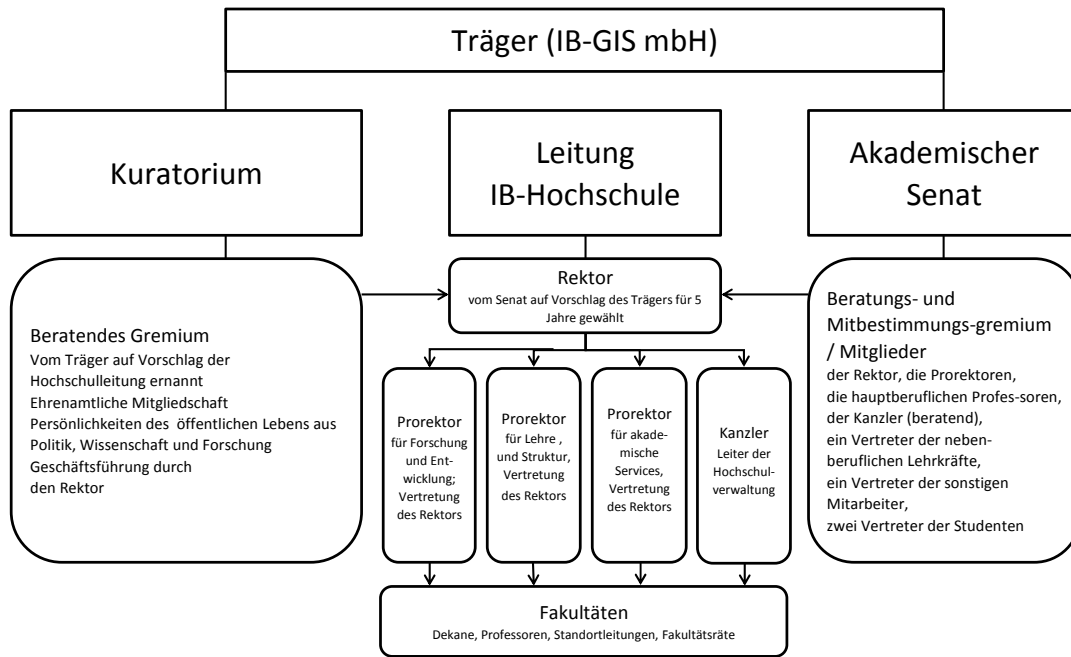 Träger (IB-GIS mbH)
Kuratorium
Leitung
IB-Hochschule
Akademischer
Senat
Beratendes Gremium
Vom Träger auf Vorschlag der
Hochschulleitung ernannt
Ehrenamtliche Mitgliedschaft
Persönlichkeiten des öffentlichen Lebens aus
Politik, Wissenschaft und Forschung
Geschäftsführung durch
den Rektor
Rektor
vom Senat auf Vorschlag des Trägers für 5
Jahre gewählt
Beratungs- und
Mitbestimmungs-gremium
/ Mitglieder
der Rektor, die Prorektoren,
die hauptberuflichen Profes-soren,
der Kanzler (beratend),
ein Vertreter der neben-
beruflichen Lehrkräfte,
ein Vertreter der sonstigen
Mitarbeiter,
zwei Vertreter der Studenten
Prorektor
für Forschung
und Ent-
wicklung;
Vertretung
des Rektors
Prorektor
für Lehre ,
und Struktur,
Vertretung
des Rektors
Prorektor
für akade-
mische
Services,
Vertretung
des Rektors
Kanzler
Leiter der
Hochschul-
verwaltung
Fakultäten
Dekane, Professoren, Standortleitungen, Fakultätsräte